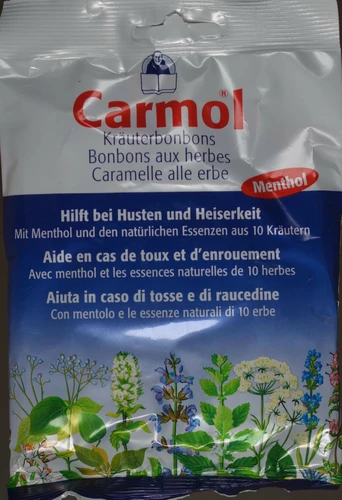 Carmol®
Kräuterbonbons
Bonbons aux herbes
Caramelle alle erbe
Menthol
Hilft bei Husten und Heiserkeit
Mit Menthol und den natürlichen Essenzen aus 10 Kräutern
Aide en cas de toux et d'enrouement
Avec menthol et les essences naturelles de 10 herbes
Aiuta in caso di tosse e di raucedine
Con mentolo e le essenze naturali di 10 erbe